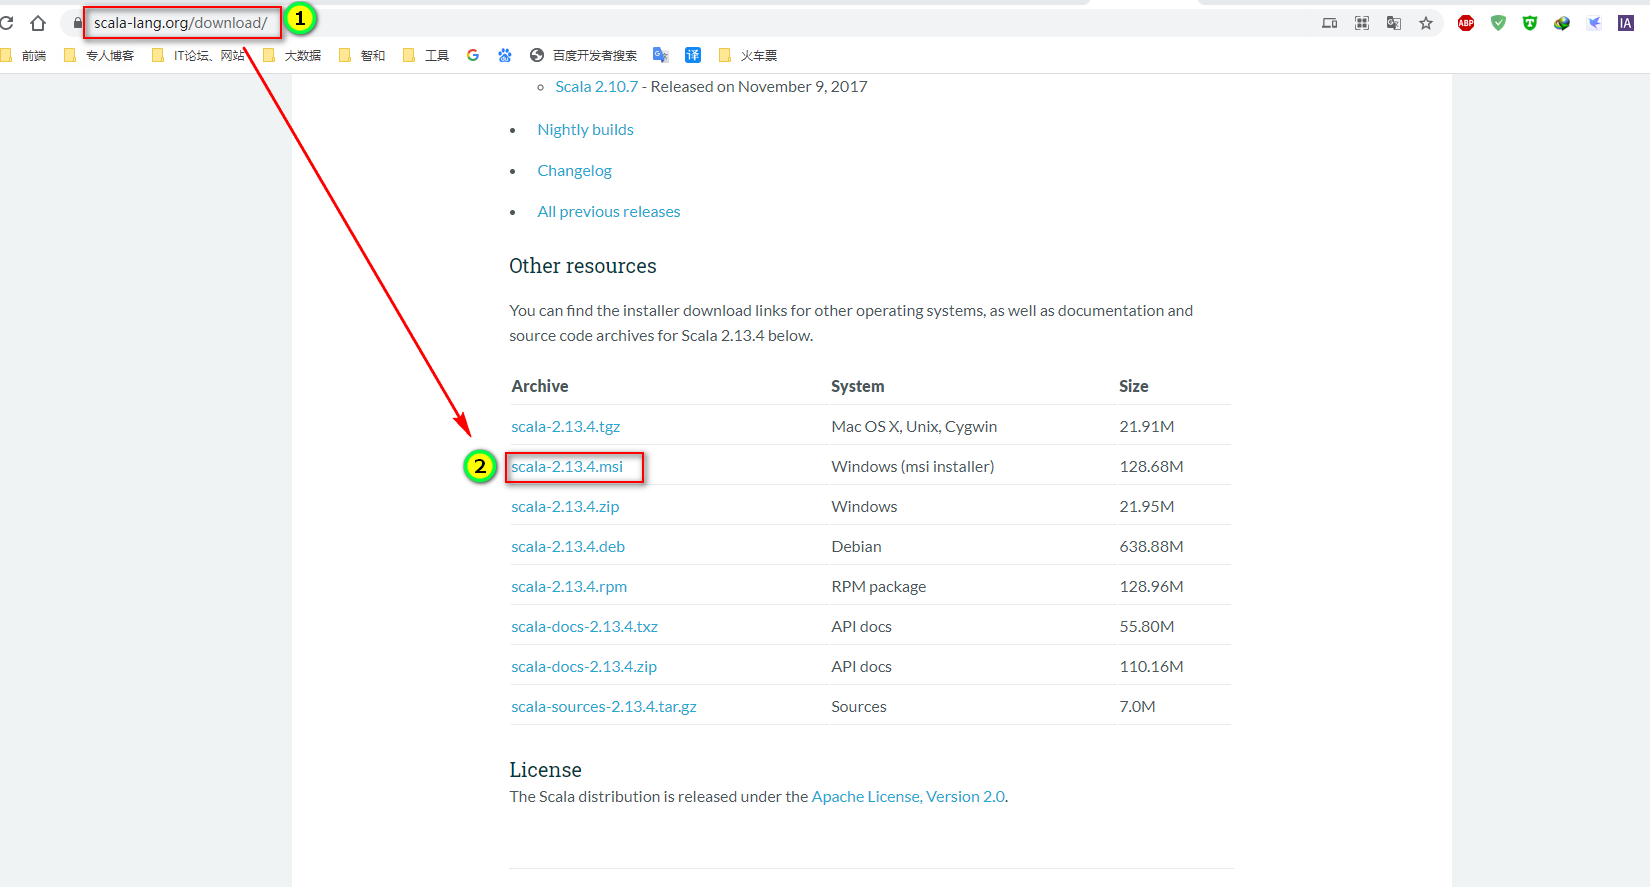 scala-lang.org/download/
1
ABP
IA
前端
专人博客
IT论坛、网站
大数据
智和
工具
G
百度开发者搜索
译
火车票
Scala 2.10.7 - Released on November 9, 2017
Nightly builds
Changelog
All previous releases
Other resources
You can find the installer download links for other operating systems, as well as documentation and
source code archives for Scala 2.13.4 below.
Archive System Size
scala-2.13.4.tgz Mac OS X, Unix, Cygwin 21.91M
2
scala-2.13.4.msi Windows (msi installer) 128.68M
scala-2.13.4.zip Windows 21.95M
scala-2.13.4.deb Debian 638.88M
scala-2.13.4.rpm RPM package 128.96M
scala-docs-2.13.4.txz API docs 55.80M
scala-docs-2.13.4.zip API docs 110.16M
scala-sources-2.13.4.tar.gz Sources 7.0M
License
The Scala distribution is released under the Apache License, Version 2.0.